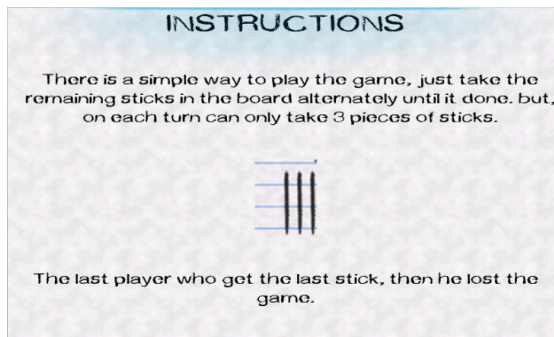 INSTRUCTIONS
There is a simple way to play the game, just take the
remaining sticks in the board alternately until it done. but,
on each turn can only take 3 pieces of sticks.
The last player who get the last stick, then he lost the
game.